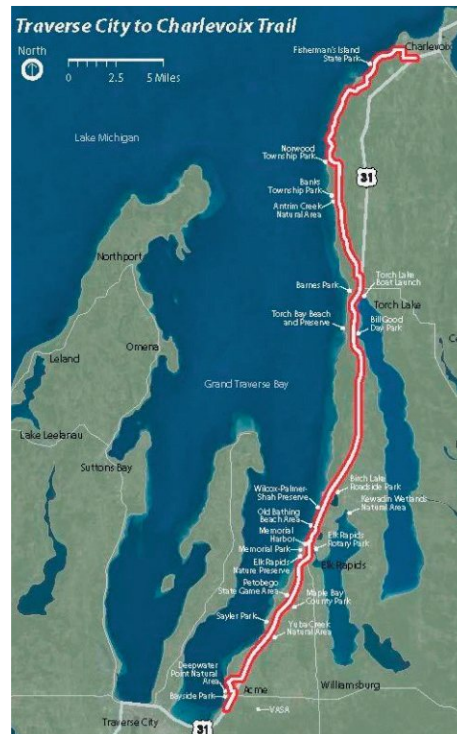 Traverse City to Charlevoix Trail
North
0 2.5 5 Miles
Fisherman's Island
State Park
Charlevoix
Lake Michigan
Norwood
Township Park
31
Banks
Township Park
Antrim Creek
Natural Area
Northport
Barnes Park
Torch Lake
Boat Launch
Torch Lake
Torch Bay Beach
and Preserve
Bill Good
Day Park
Omena
Leland
Grand Traverse Bay
Lake Leelanau
Suttons Bay
Birch Lake
Roadside Park
Wilcox-Palmer-
Shah Preserve
Kewadin Wetlands
Natural Area
Old Bathing
Beach Area
Memorial
Harbor
Memorial Park
Elk Rapids
Rotary Park
Elk Rapids
Nature Preserve
Elk Rapids
Petobego
State Game Area
Maple Bay
County Park
Sayler Park
Yuba Creek
Natural Area
Deepwater
Point Natural
Area
Bayside Park
Acme
Williamsburg
VASA
Traverse City
31